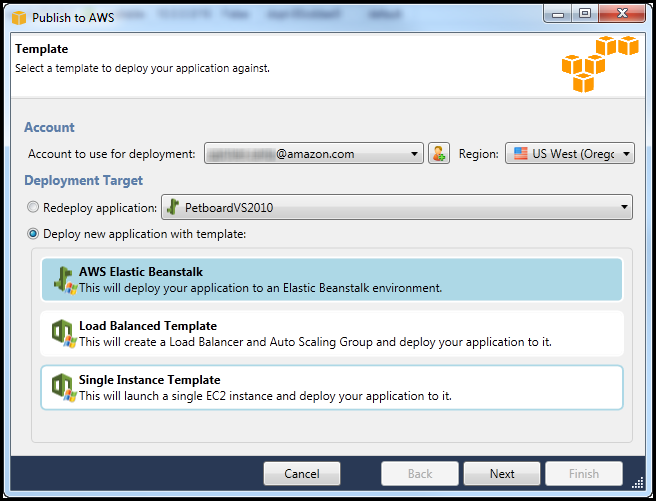 Publish to AWS
Template
Select a template to deploy your application against.
Account
Account to use for deployment: @amazon.com Region: US West (Orego
Deployment Target
Redeploy application: PetboardVS2010
Deploy new application with template:
AWS Elastic Beanstalk
This will deploy your application to an Elastic Beanstalk environment.
Load Balanced Template
This will create a Load Balancer and Auto Scaling Group and deploy your application to it.
Single Instance Template
This will launch a single EC2 instance and deploy your application to it.
Cancel Back Next Finish